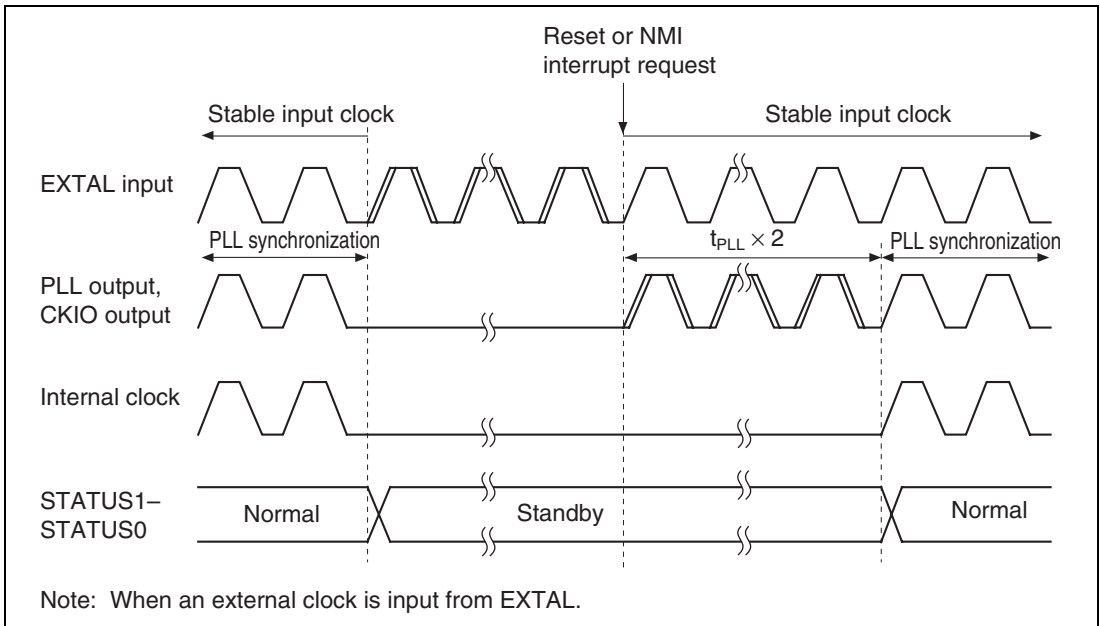 Reset or NMI
interrupt request
Stable input clock
Stable input clock
EXTAL input
PLL synchronization
tPLL × 2
PLL synchronization
PLL output,
CKIO output
Internal clock
STATUS1–
STATUS0
Normal
Standby
Normal
Note: When an external clock is input from EXTAL.